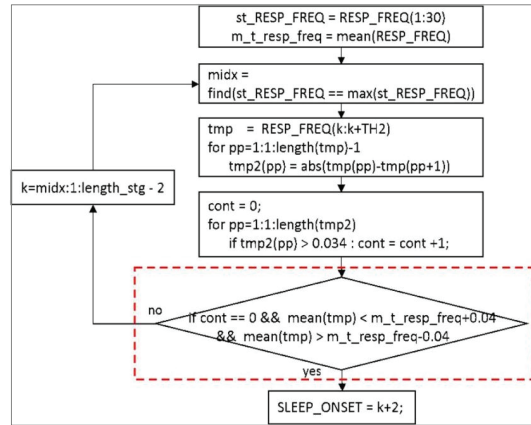 st_RESP_FREQ = RESP_FREQ(1:30)
m_t_resp_freq = mean(RESP_FREQ)
midx =
find(st_RESP_FREQ == max(st_RESP_FREQ))
tmp = RESP_FREQ(k:k+TH2)
for pp=1:1:length(tmp)-1
tmp2(pp) = abs(tmp(pp)-tmp(pp+1))
k=midx:1:length_stg - 2
cont = 0;
for pp=1:1:length(tmp2)
if tmp2(pp) > 0.034 : cont = cont +1;
no
if cont == 0 && mean(tmp) < m_t_resp_freq+0.04
&& mean(tmp) > m_t_resp_freq-0.04
yes
SLEEP_ONSET = k+2;